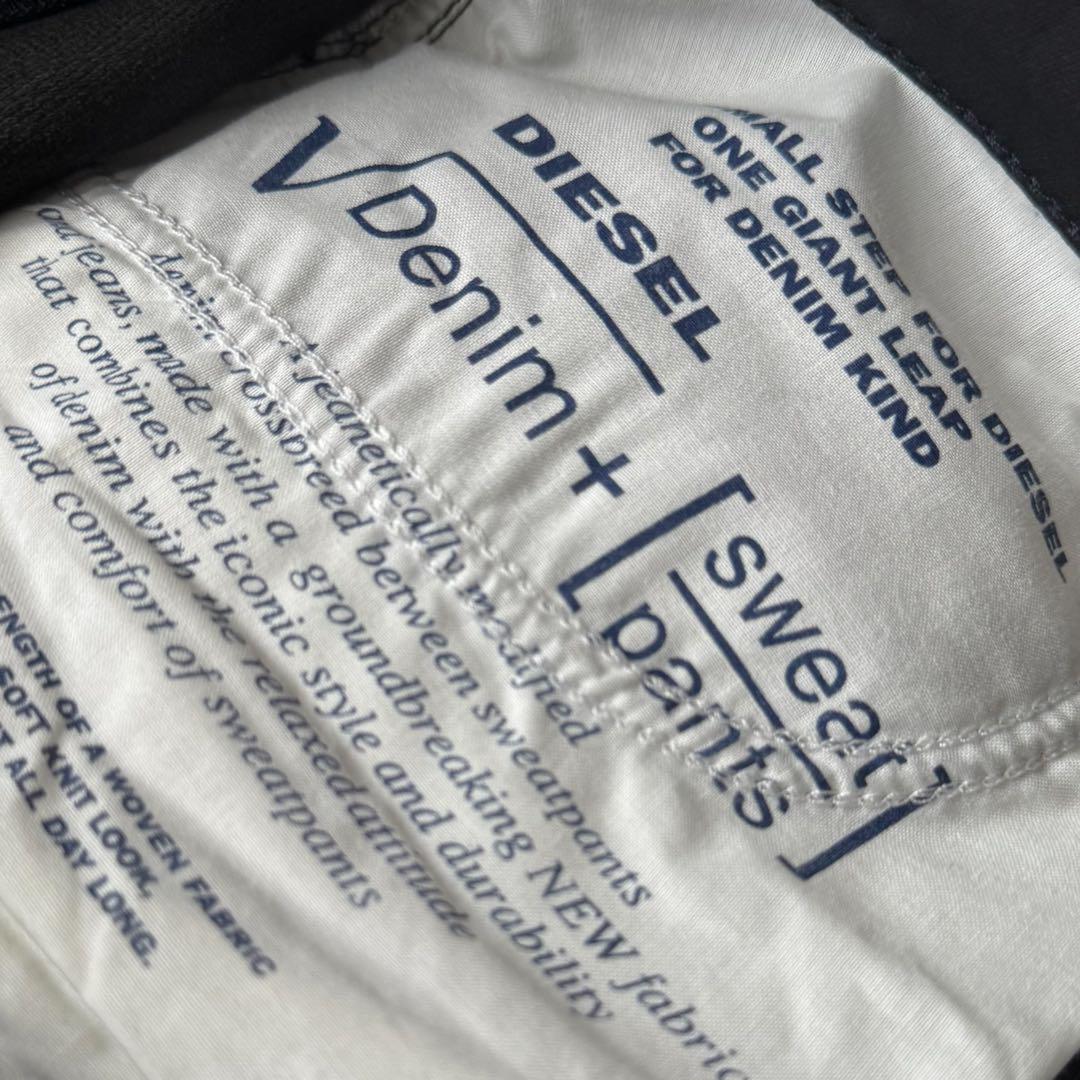 MALL STEP FOR DIESEL
ONE GIANT LEAP
FOR DENIM KIND
DIESEL
√Denim + [sweat
pants]
jeanetically modified
denim crossbreed between sweatpants
and jeans, made with a groundbreaking NEW fabric
that combines the iconic style and durability
of denim with the relaxed attitude
and comfort of sweatpants
ENGTH OF A WOVEN FABRIC
SOFT KNIT LOOK,
T ALL DAY LONG.